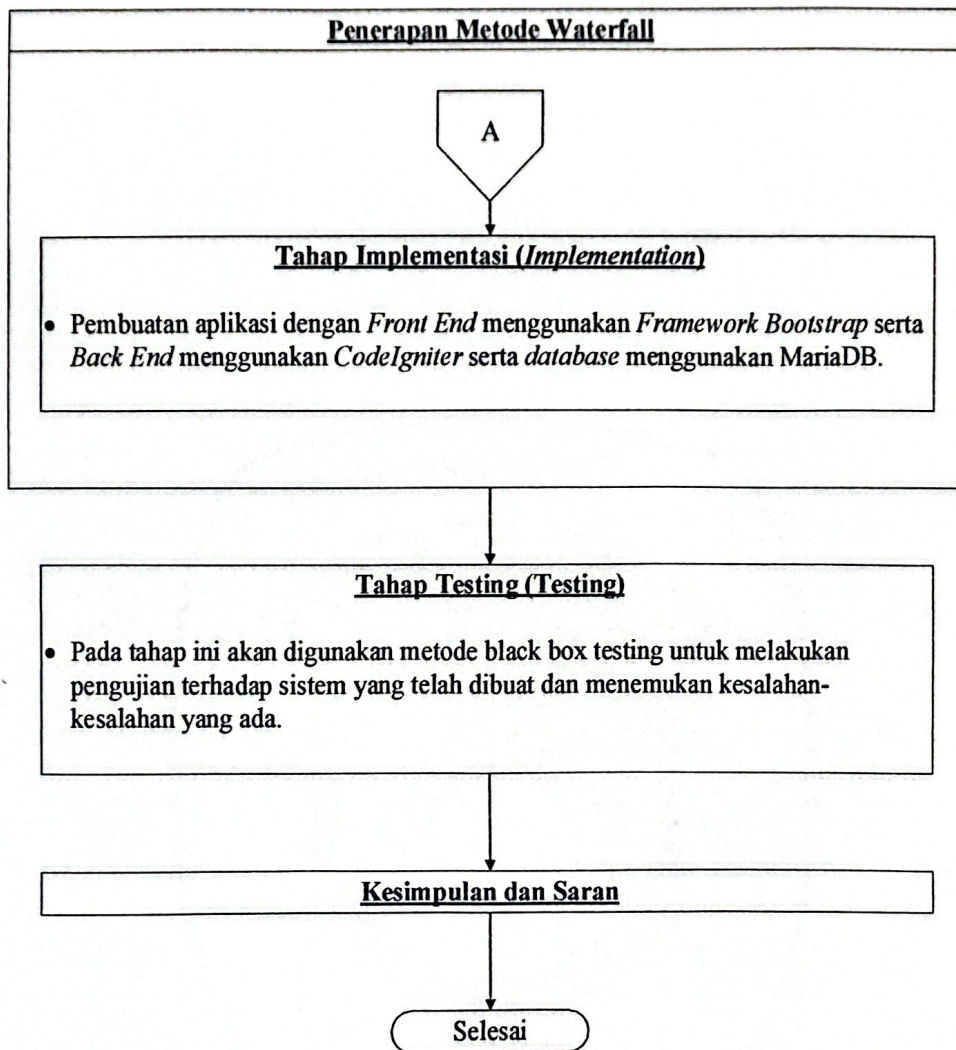 Penerapan Metode Waterfall
A
Tahap Implementasi (Implementation)
• Pembuatan aplikasi dengan Front End menggunakan Framework Bootstrap serta
Back End menggunakan CodeIgniter serta database menggunakan MariaDB.
Tahap Testing (Testing)
• Pada tahap ini akan digunakan metode black box testing untuk melakukan
pengujian terhadap sistem yang telah dibuat dan menemukan kesalahan-
kesalahan yang ada.
Kesimpulan dan Saran
Selesai